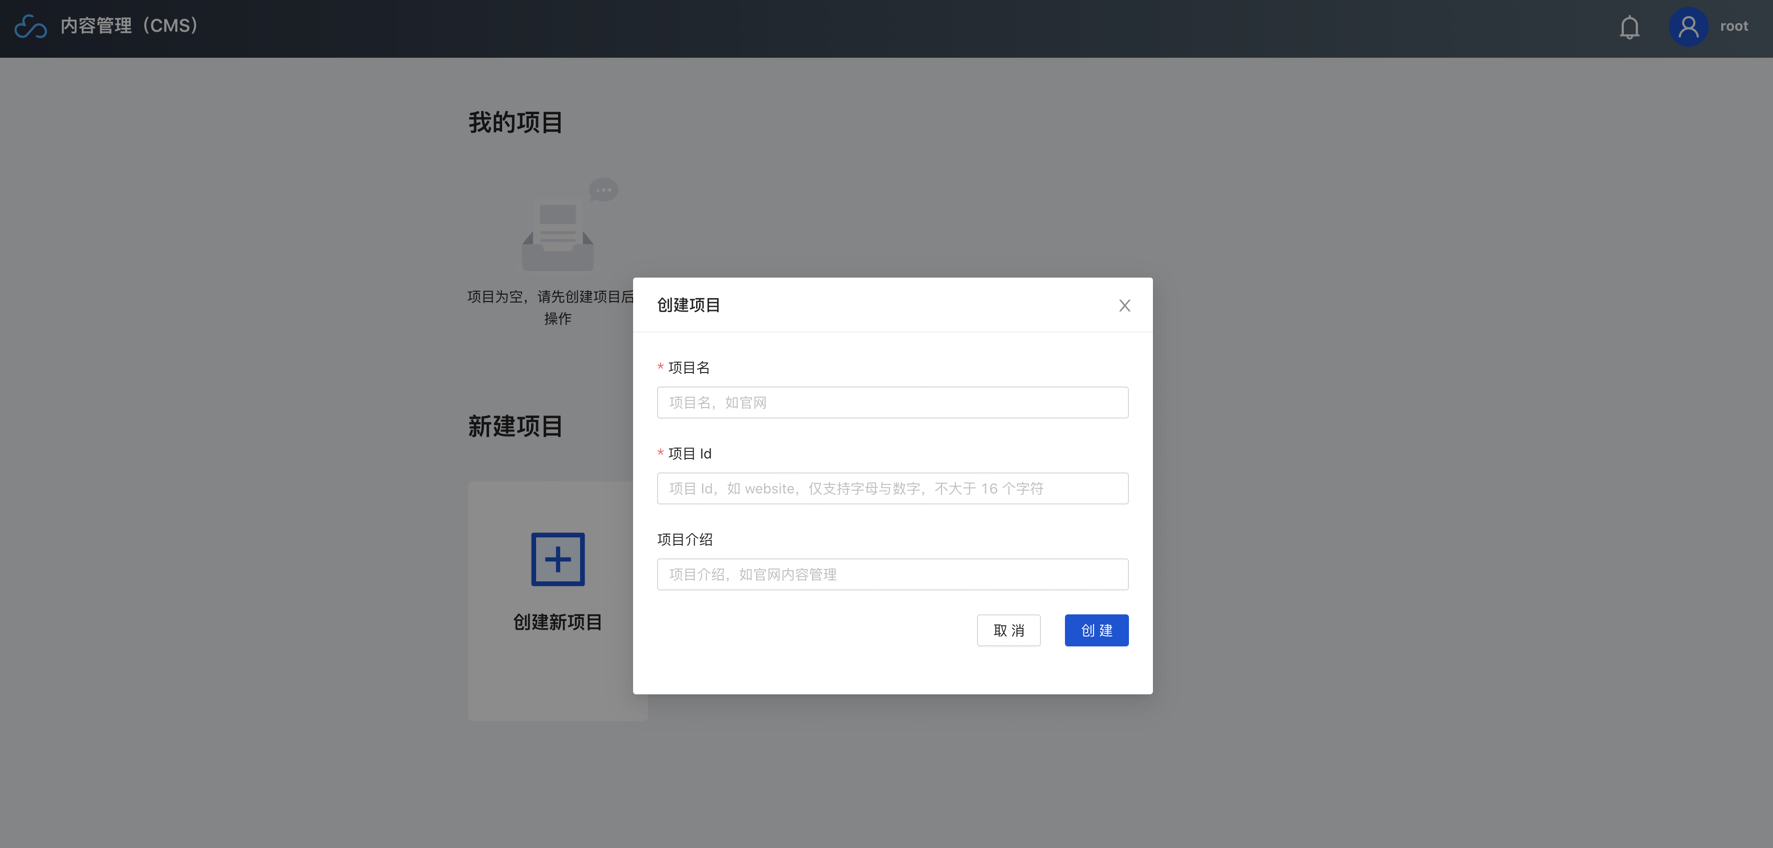 内容管理（CMS）
root
我的项目
项目为空，请先创建项目后
操作
新建项目
创建新项目
创建项目
* 项目名
项目名，如官网
* 项目 Id
项目 Id，如 website，仅支持字母与数字，不大于 16 个字符
项目介绍
项目介绍，如官网内容管理
取 消
创 建